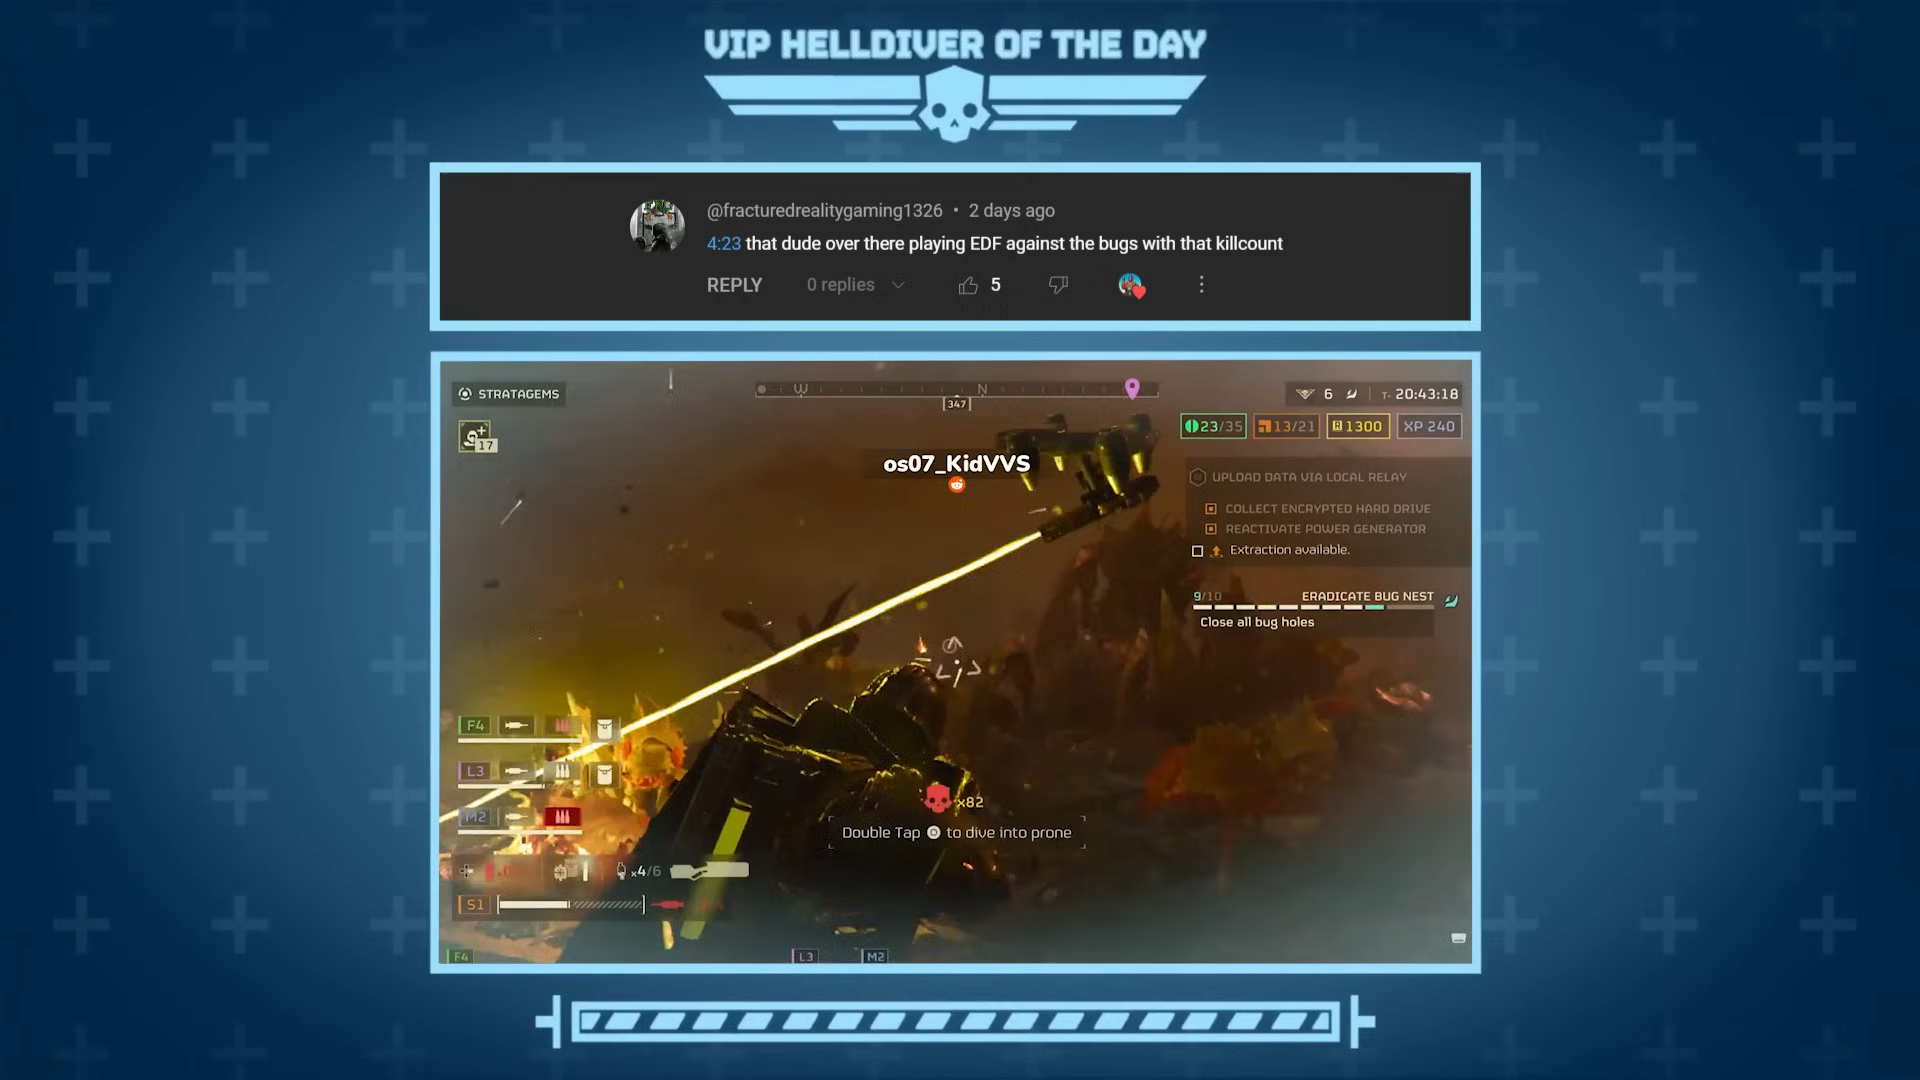 VIP HELLDIVER OF THE DAY
@fracturedrealitygaming1326 • 2 days ago
4:23 that dude over there playing EDF against the bugs with that killcount
REPLY 0 replies 5
STRATAGEMS
W N
347
6 T- 20:43:18
17
23/35 13/21 1300 XP 240
os07_KidVVS
UPLOAD DATA VIA LOCAL RELAY
COLLECT ENCRYPTED HARD DRIVE
REACTIVATE POWER GENERATOR
Extraction available.
9/10 ERADICATE BUG NEST
Close all bug holes
F4
L3
M2
x82
Double Tap to dive into prone
x4/6
S1
F4 L3 M2